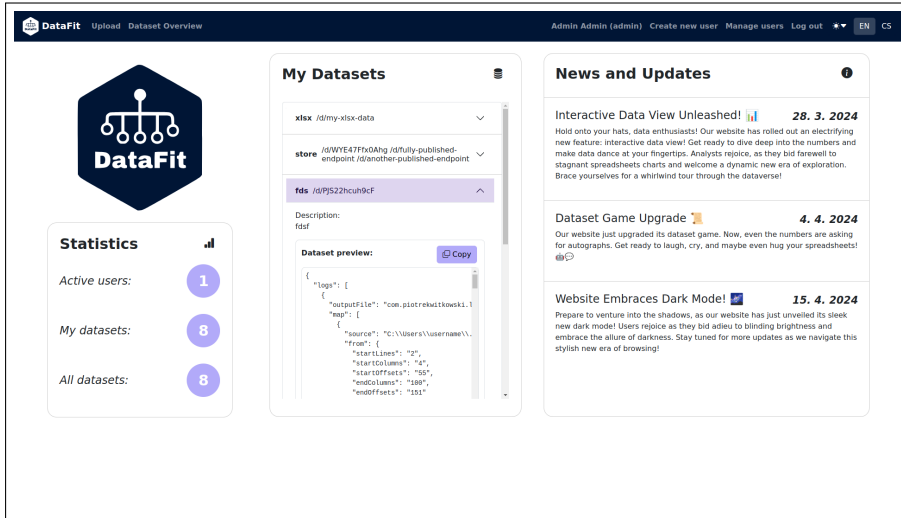 DataFit Upload Dataset Overview Admin Admin (admin) Create new user Manage users Log out EN CS
DataFit
Statistics
Active users: 1
My datasets: 8
All datasets: 8
My Datasets
xlsx /d/my-xlsx-data
store /d/WYE47Ffx0Ahg /d/fully-published-
endpoint /d/another-published-endpoint
fds /d/PJS22hcuh9cF
Description:
fdsf
Dataset preview: Copy
{
"logs": [
{
"outputFile": "com.piotrekwitkowski.l
"map": [
{
"source": "C:\\Users\\username\\.
"from": {
"startLines": "2",
"startColumns": "4",
"startOffsets": "55",
"endColumns": "100",
"endOffsets": "151"
News and Updates
Interactive Data View Unleashed! 📊 28. 3. 2024
Hold onto your hats, data enthusiasts! Our website has rolled out an electrifying
new feature: interactive data view! Get ready to dive deep into the numbers and
make data dance at your fingertips. Analysts rejoice, as they bid farewell to
stagnant spreadsheets charts and welcome a dynamic new era of exploration.
Brace yourselves for a whirlwind tour through the dataverse!
Dataset Game Upgrade 📜 4. 4. 2024
Our website just upgraded its dataset game. Now, even the numbers are asking
for autographs. Get ready to laugh, cry, and maybe even hug your spreadsheets!
🤖💬
Website Embraces Dark Mode! 🌌 15. 4. 2024
Prepare to venture into the shadows, as our website has just unveiled its sleek
new dark mode! Users rejoice as they bid adieu to blinding brightness and
embrace the allure of darkness. Stay tuned for more updates as we navigate this
stylish new era of browsing!